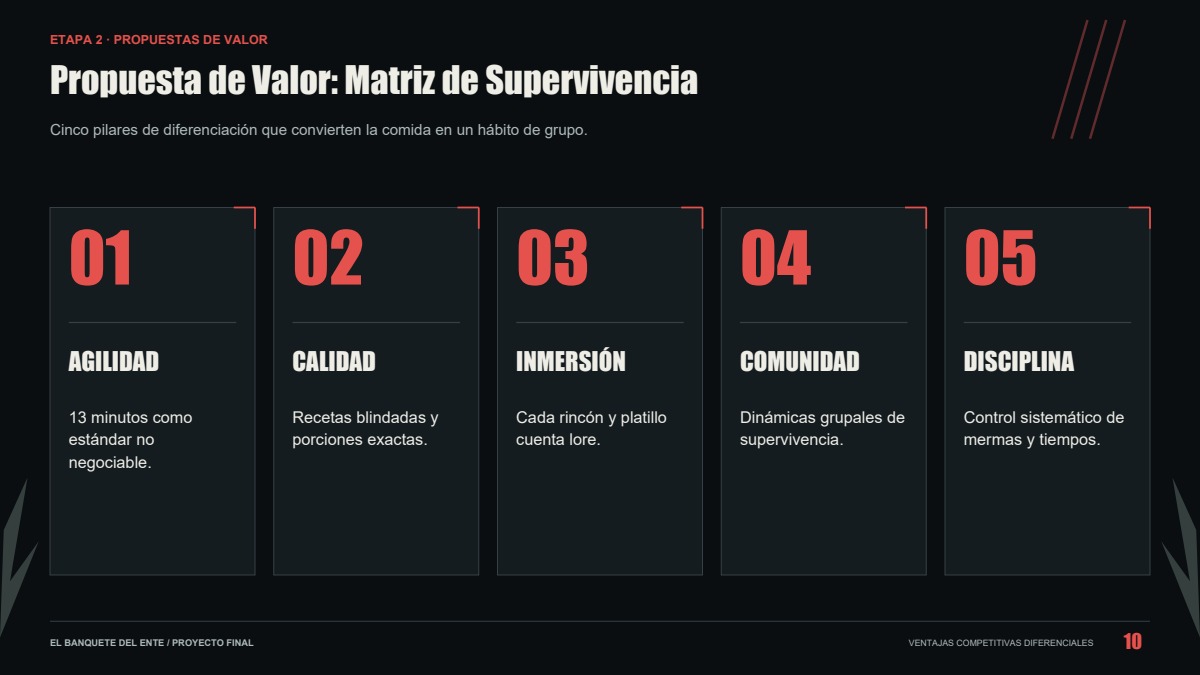 ETAPA 2 · PROPUESTAS DE VALOR
Propuesta de Valor: Matriz de Supervivencia
Cinco pilares de diferenciación que convierten la comida en un hábito de grupo.
01
AGILIDAD
13 minutos como
estándar no
negociable.
02
CALIDAD
Recetas blindadas y
porciones exactas.
03
INMERSIÓN
Cada rincón y platillo
cuenta lore.
04
COMUNIDAD
Dinámicas grupales de
supervivencia.
05
DISCIPLINA
Control sistemático de
mermas y tiempos.
EL BANQUETE DEL ENTE / PROYECTO FINAL
VENTAJAS COMPETITIVAS DIFERENCIALES
10